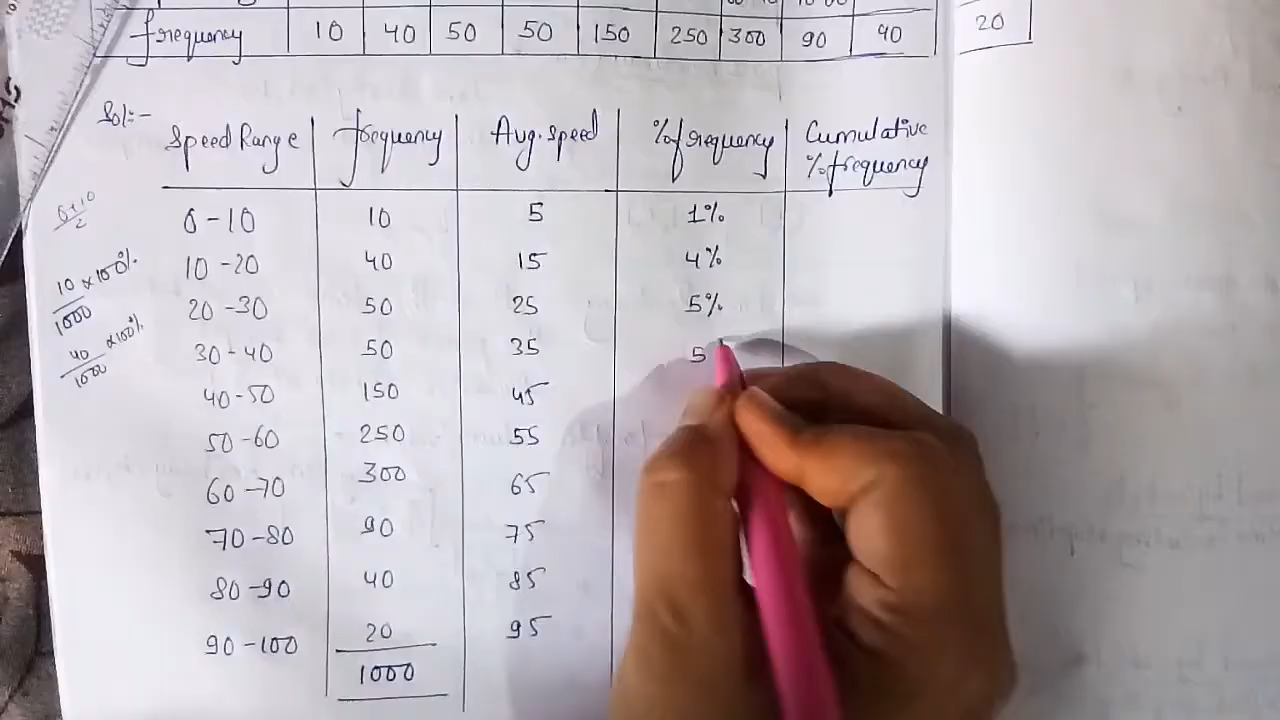 frequency 10 40 50 50 150 250 300 90 40 20
Sol:-
Speed Range frequency Avg. speed % frequency Cumulative % frequency
0-10 10 5 1%
10-20 40 15 4%
20-30 50 25 5%
30-40 50 35 5
40-50 150 45
50-60 250 55
60-70 300 65
70-80 90 75
80-90 40 85
90-100 20 95
1000
0+10/2
10/1000 x 100%
40/1000 x 100%